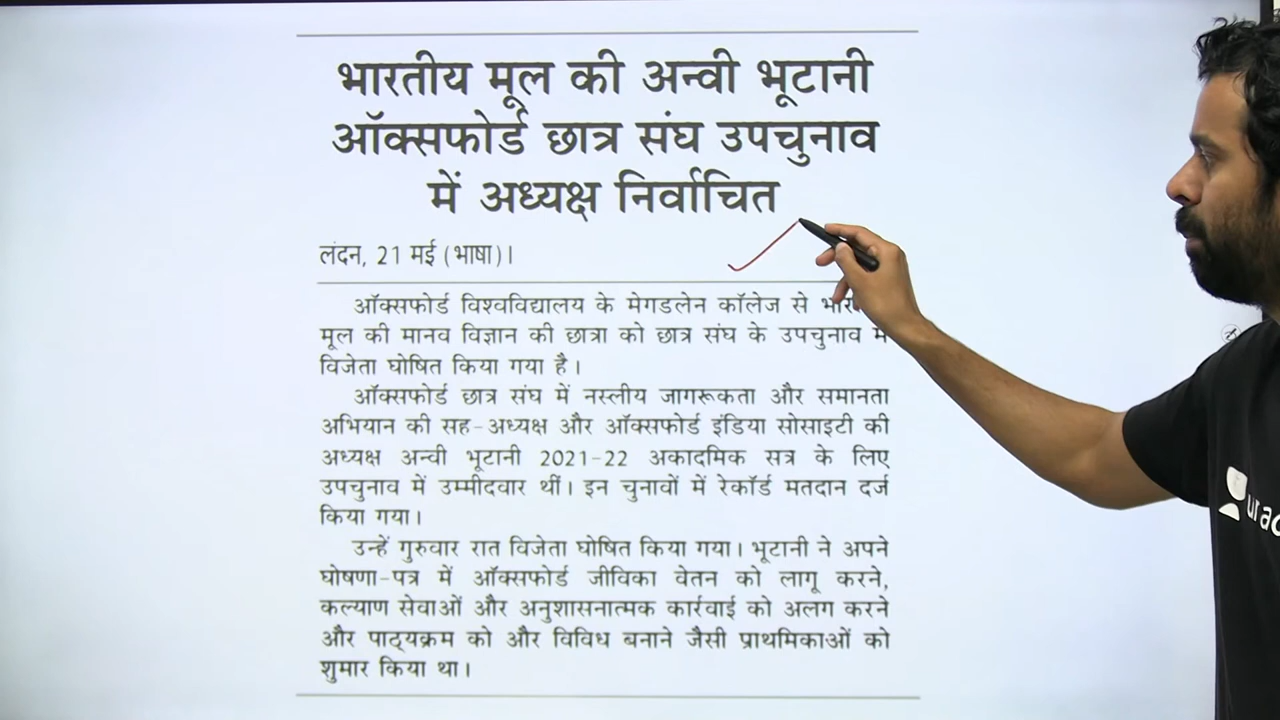 भारतीय मूल की अन्वी भूटानी
ऑक्सफोर्ड छात्र संघ उपचुनाव
में अध्यक्ष निर्वाचित
लंदन, 21 मई (भाषा)।
ऑक्सफोर्ड विश्वविद्यालय के मेगडलेन कॉलेज से
मूल की मानव विज्ञान की छात्रा को छात्र संघ के उपचुनाव में
विजेता घोषित किया गया है।
ऑक्सफोर्ड छात्र संघ में नस्लीय जागरूकता और समानता
अभियान की सह-अध्यक्ष और ऑक्सफोर्ड इंडिया सोसाइटी की
अध्यक्ष अन्वी भूटानी 2021-22 अकादमिक सत्र के लिए
उपचुनाव में उम्मीदवार थीं। इन चुनावों में रेकॉर्ड मतदान दर्ज
किया गया।
उन्हें गुरुवार रात विजेता घोषित किया गया। भूटानी ने अपने
घोषणा-पत्र में ऑक्सफोर्ड जीविका वेतन को लागू करने,
कल्याण सेवाओं और अनुशासनात्मक कार्रवाई को अलग करने
और पाठ्यक्रम को और विविध बनाने जैसी प्राथमिकाओं को
शुमार किया था।